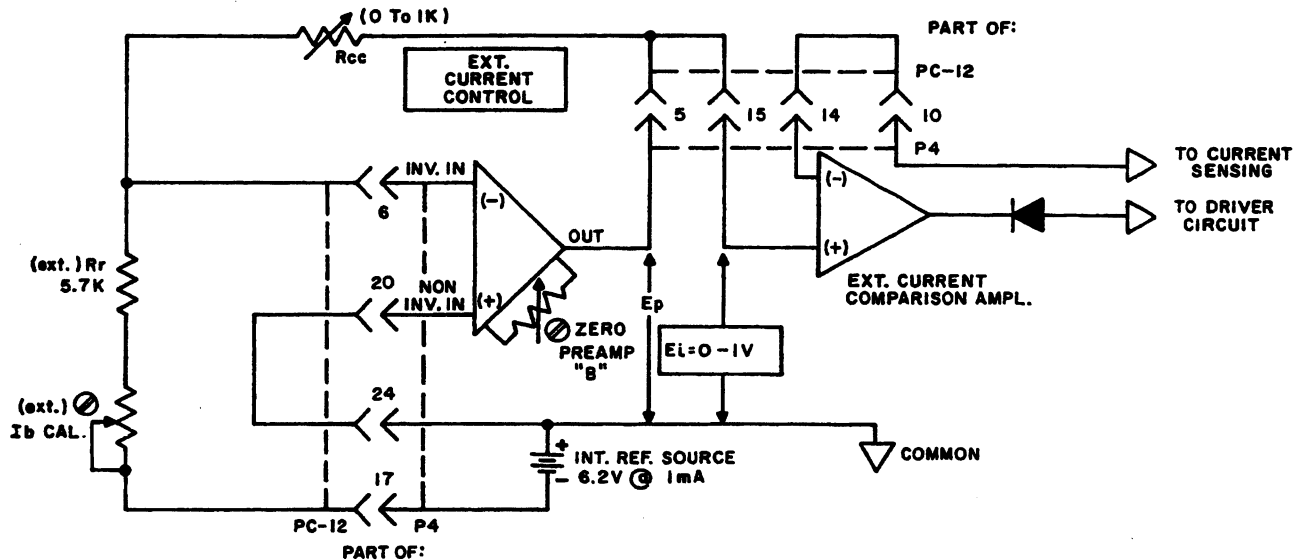 (0 To 1K)
Rcc
EXT.
CURRENT
CONTROL
PART OF:
PC-12
5
15
14
10
P4
TO CURRENT
SENSING
TO DRIVER
CIRCUIT
INV. IN
6
(-)
(-)
OUT
(+)
EXT. CURRENT
COMPARISON AMPL.
(ext.) Rr
5.7K
20
NON
INV. IN
(+)
Ep
ZERO
PREAMP
"B"
Ei=0-1V
24
(ext.)
Ib CAL.
+
INT. REF. SOURCE
- 6.2V @ 1mA
COMMON
17
PC-12
P4
PART OF: